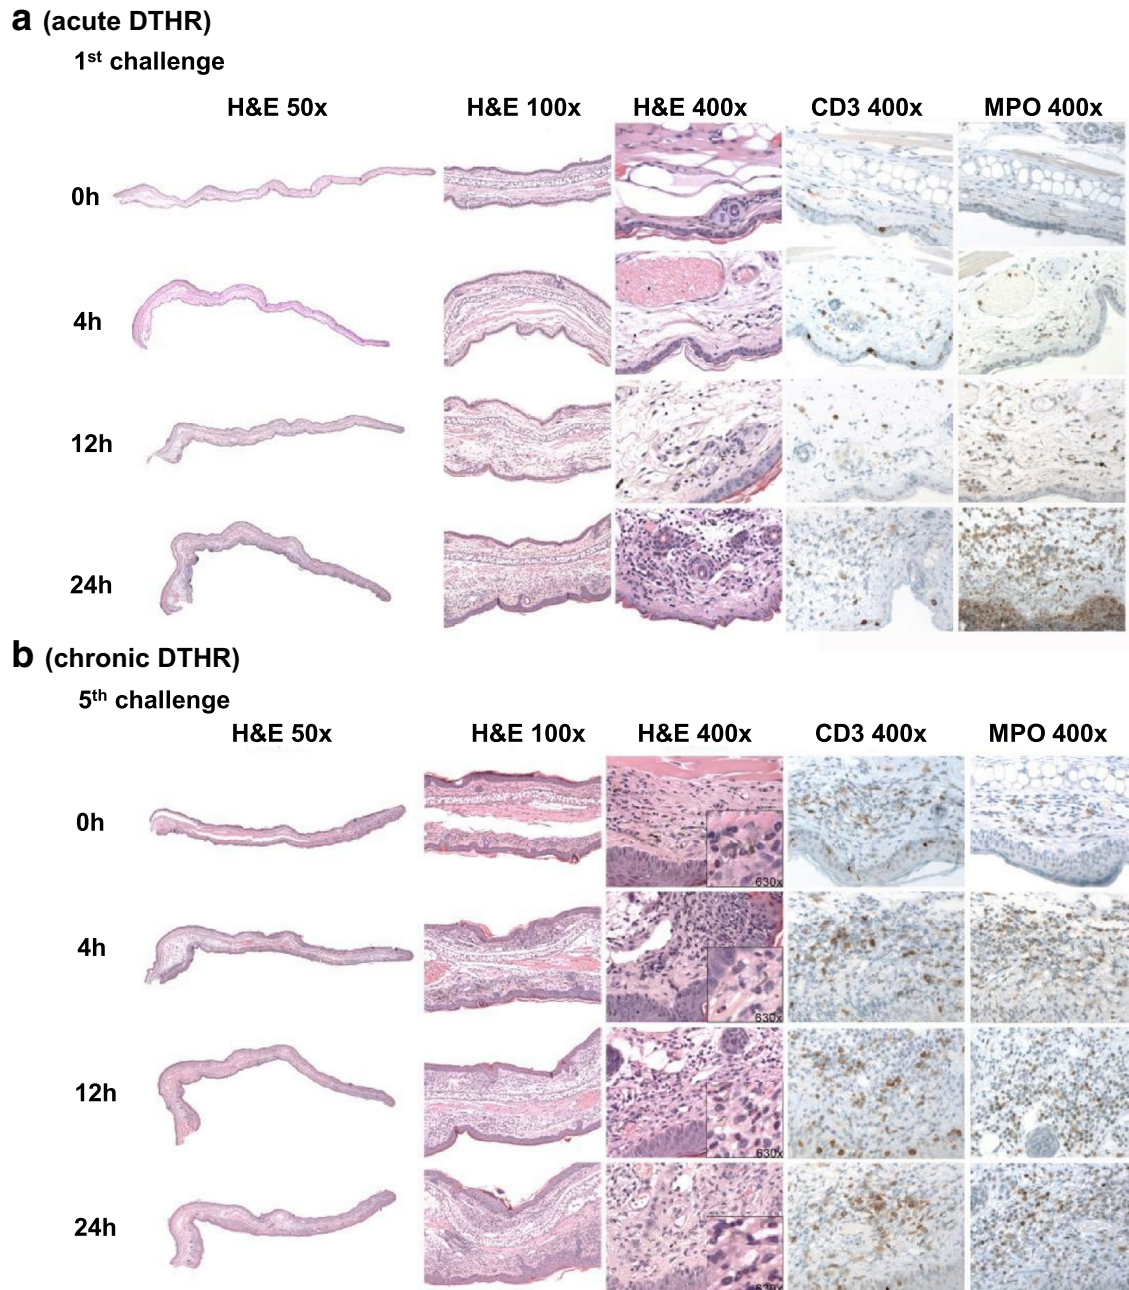 a (acute DTHR)
1st challenge
H&E 50x H&E 100x H&E 400x CD3 400x MPO 400x
0h
4h
12h
24h
b (chronic DTHR)
5th challenge
H&E 50x H&E 100x H&E 400x CD3 400x MPO 400x
0h
630x
4h
630x
12h
630x
24h
630x